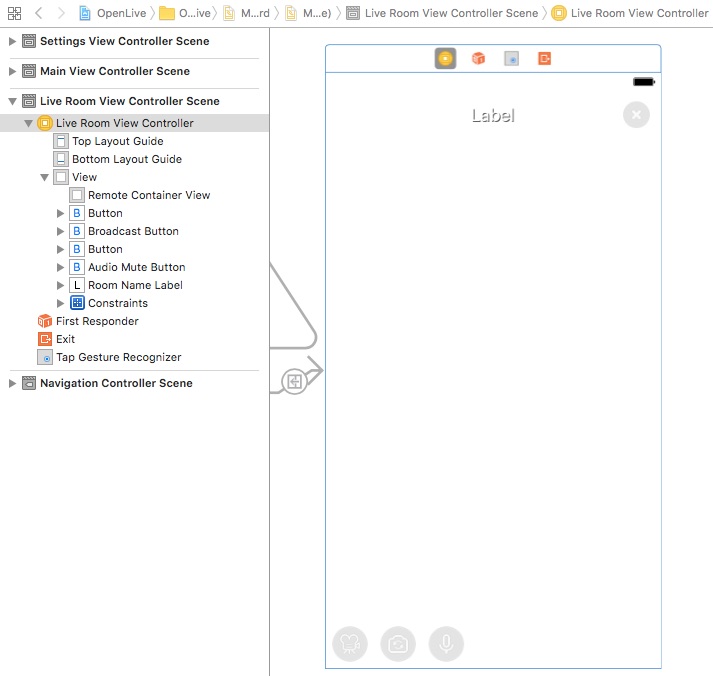 OpenLive O...ive) M...rd M...e) Live Room View Controller Scene Live Room View Controller
Settings View Controller Scene
Main View Controller Scene
Live Room View Controller Scene
Live Room View Controller
Top Layout Guide
Bottom Layout Guide
View
Remote Container View
B Button
B Broadcast Button
B Button
B Audio Mute Button
L Room Name Label
Constraints
First Responder
Exit
Tap Gesture Recognizer
Navigation Controller Scene
Label